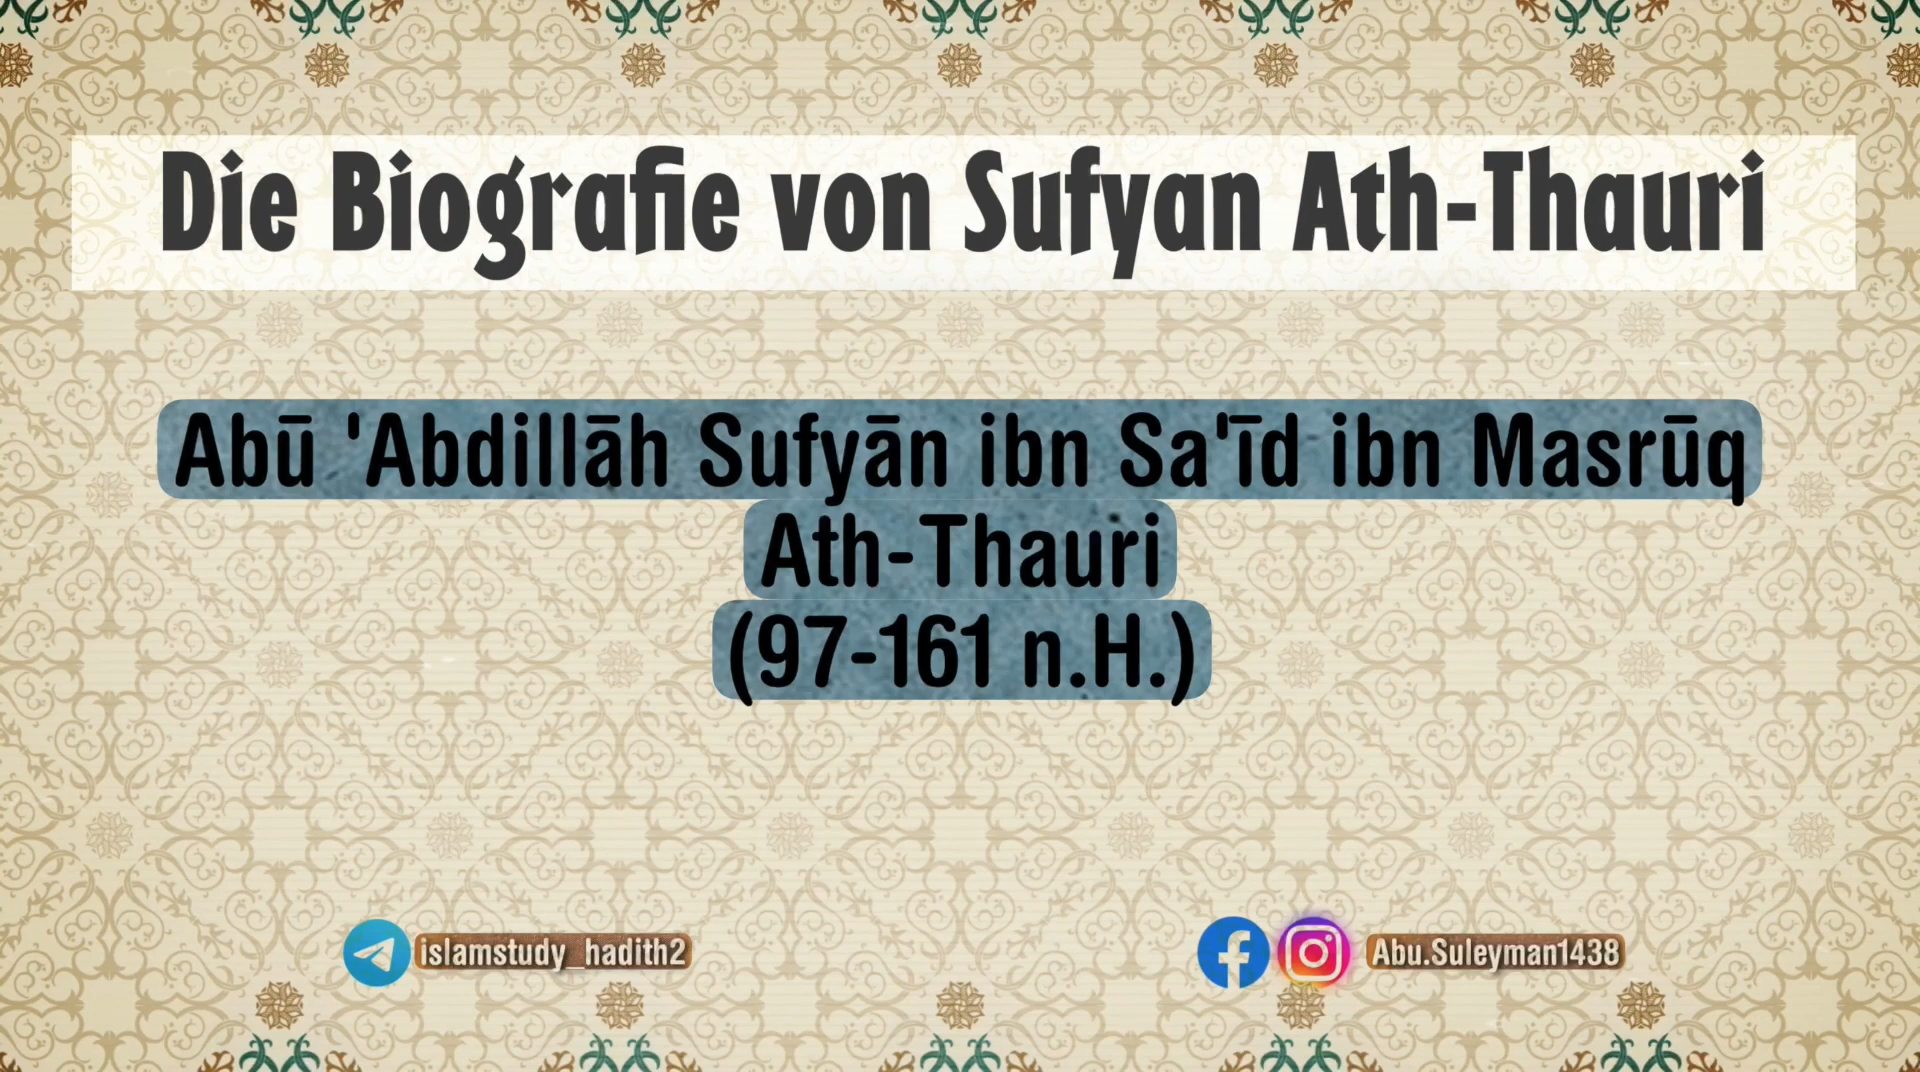 Die Biografie von Sufyan Ath-Thauri
Abū 'Abdillāh Sufyān ibn Sa'īd ibn Masrūq
Ath-Thauri
(97-161 n.H.)
islamstudy_hadith2
Abu.Suleyman1438